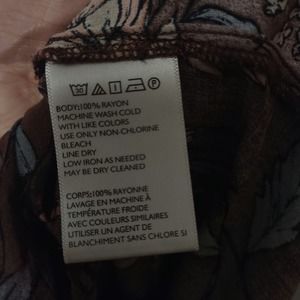 30 P
BODY:100% RAYON
MACHINE WASH COLD
WITH LIKE COLORS
USE ONLY NON-CHLORINE
BLEACH
LINE DRY
LOW IRON AS NEEDED
MAY BE DRY CLEANED
CORPS:100% RAYONNE
LAVAGE EN MACHINE À
TEMPÉRATURE FROIDE
AVEC COULEURS SIMILAIRES
UTILISER UN AGENT DE
BLANCHIMENT SANS CHLORE SI